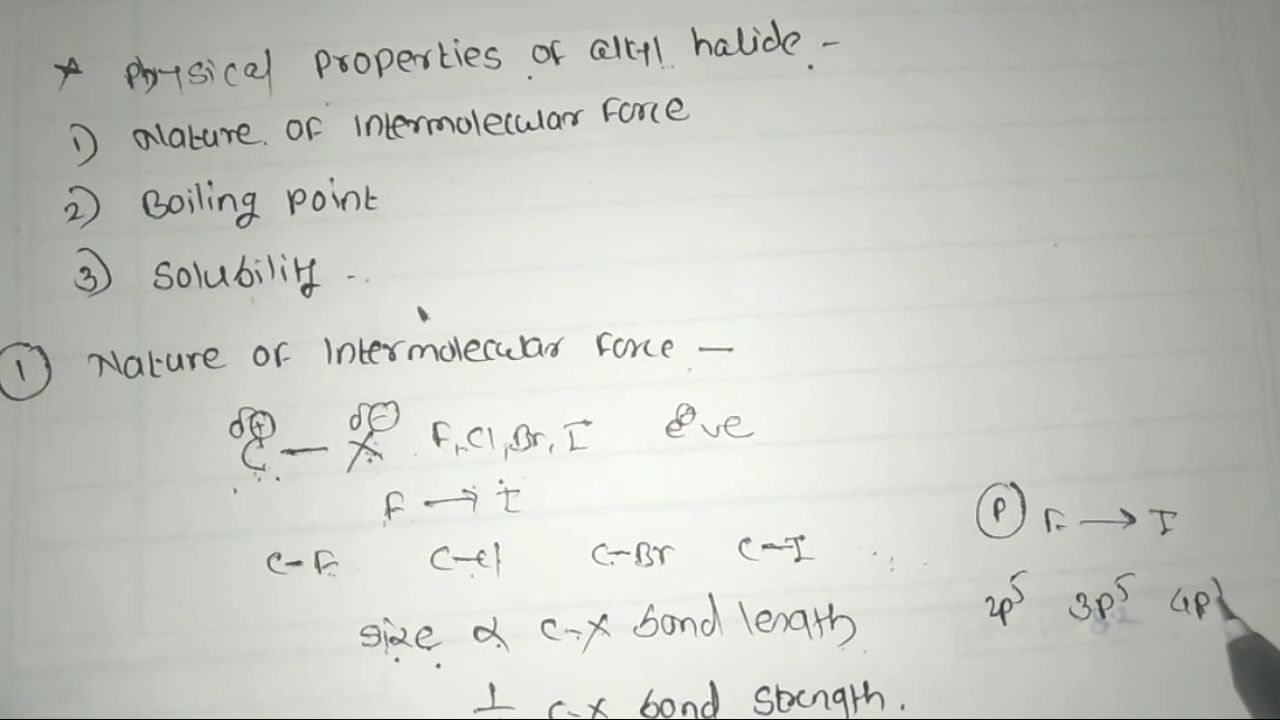 * Physical properties of alkyl halide -
1) Nature of Intermolecular Force
2) Boiling point
3) Solubility -
① Nature of Intermolecular Force —
δ⊕ δ⊖
C — X F, Cl, Br, I ve
F → I
C-F C-Cl C-Br C-I
Ⓟ F → I
2p⁵ 3p⁵ 4p
size ∝ C-X bond length
1 C-X bond Strength.